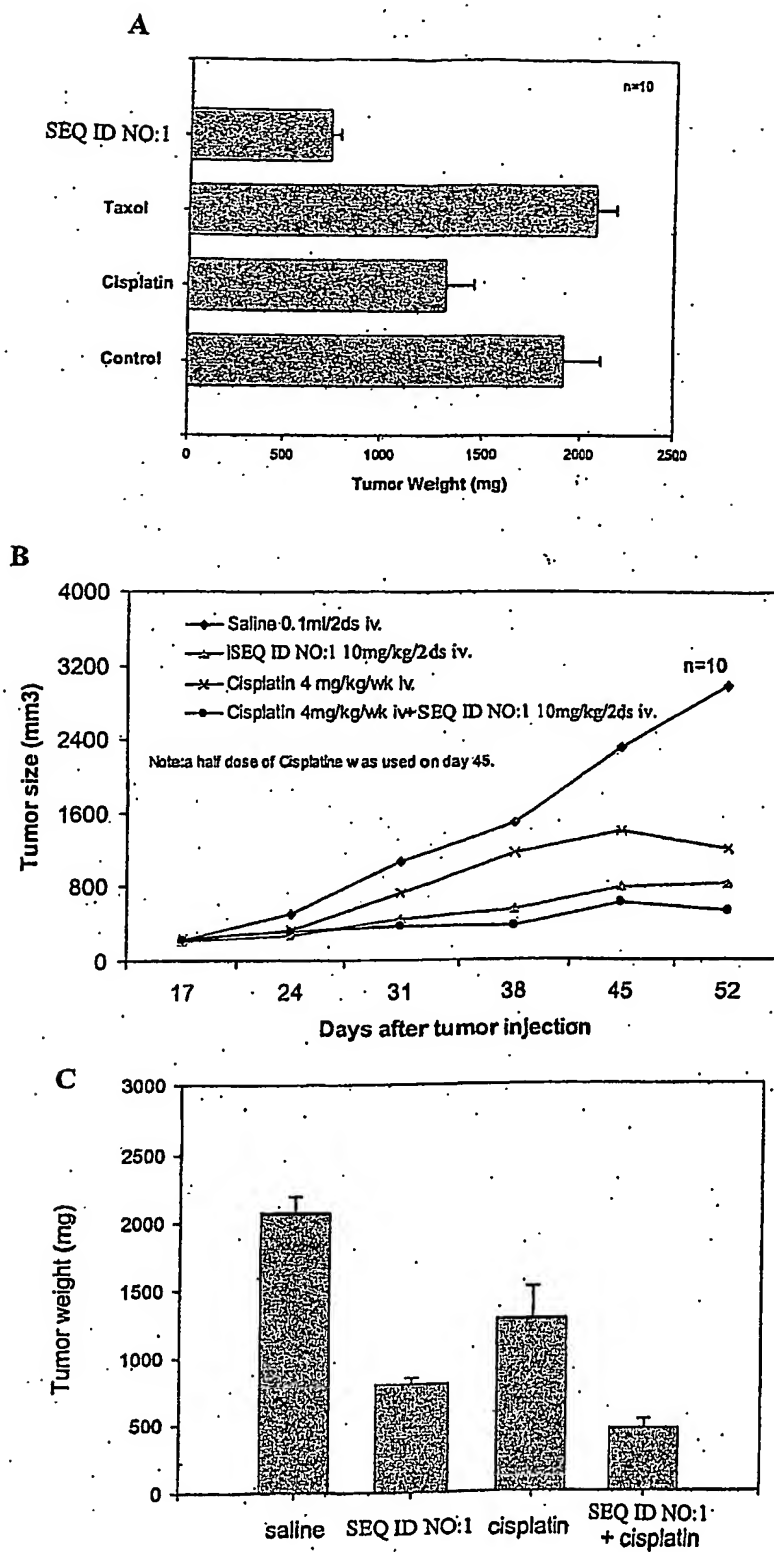 A
n=10
SEQ ID NO:1
Taxol
Cisplatin
Control
0 500 1000 1500 2000 2500
Tumor Weight (mg)
B
4000
3200
2400
1600
800
0
Tumor size (mm3)
Saline 0.1ml/2ds iv.
SEQ ID NO:1 10mg/kg/2ds iv.
Cisplatin 4 mg/kg/wk iv.
Cisplatin 4mg/kg/wk iv+SEQ ID NO:1 10mg/kg/2ds iv.
n=10
Note:a half dose of Cisplatine was used on day 45.
17 24 31 38 45 52
Days after tumor injection
C
3000
2500
2000
1500
1000
500
0
Tumor weight (mg)
saline SEQ ID NO:1 cisplatin SEQ ID NO:1
+ cisplatin